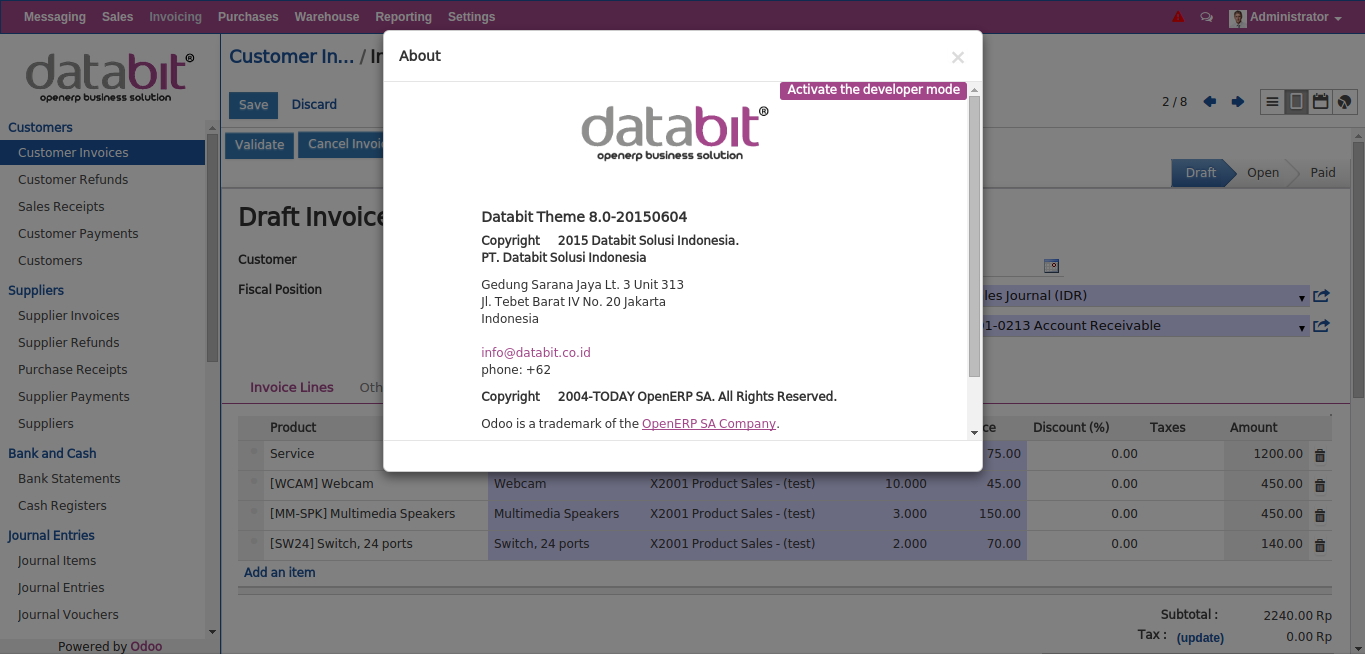 Messaging Sales Invoicing Purchases Warehouse Reporting Settings Administrator
databit®
openerp business solution
Customers
Customer Invoices
Customer Refunds
Sales Receipts
Customer Payments
Customers
Suppliers
Supplier Invoices
Supplier Refunds
Purchase Receipts
Supplier Payments
Suppliers
Bank and Cash
Bank Statements
Cash Registers
Journal Entries
Journal Items
Journal Entries
Journal Vouchers
Powered by Odoo
Customer In... / In
Save Discard
2 / 8
Validate Cancel Invoi
Draft Open Paid
Draft Invoice
Customer
Fiscal Position
les Journal (IDR)
01-0213 Account Receivable
Invoice Lines Oth
About
×
Activate the developer mode
databit®
openerp business solution
Databit Theme 8.0-20150604
Copyright 2015 Databit Solusi Indonesia.
PT. Databit Solusi Indonesia
Gedung Sarana Jaya Lt. 3 Unit 313
Jl. Tebet Barat IV No. 20 Jakarta
Indonesia
info@databit.co.id
phone: +62
Copyright 2004-TODAY OpenERP SA. All Rights Reserved.
Odoo is a trademark of the OpenERP SA Company.
Product ce Discount (%) Taxes Amount
Service 75.00 0.00 1200.00
[WCAM] Webcam Webcam X2001 Product Sales - (test) 10.000 45.00 0.00 450.00
[MM-SPK] Multimedia Speakers Multimedia Speakers X2001 Product Sales - (test) 3.000 150.00 0.00 450.00
[SW24] Switch, 24 ports Switch, 24 ports X2001 Product Sales - (test) 2.000 70.00 0.00 140.00
Add an item
Subtotal : 2240.00 Rp
Tax : (update) 0.00 Rp